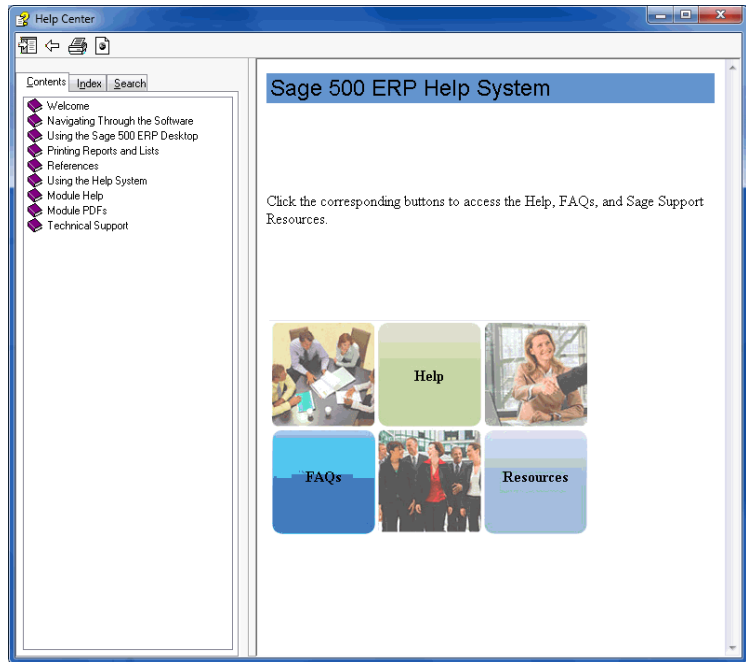 Help Center
Contents Index Search
Welcome
Navigating Through the Software
Using the Sage 500 ERP Desktop
Printing Reports and Lists
References
Using the Help System
Module Help
Module PDFs
Technical Support
Sage 500 ERP Help System
Click the corresponding buttons to access the Help, FAQs, and Sage Support
Resources.
Help
FAQs
Resources